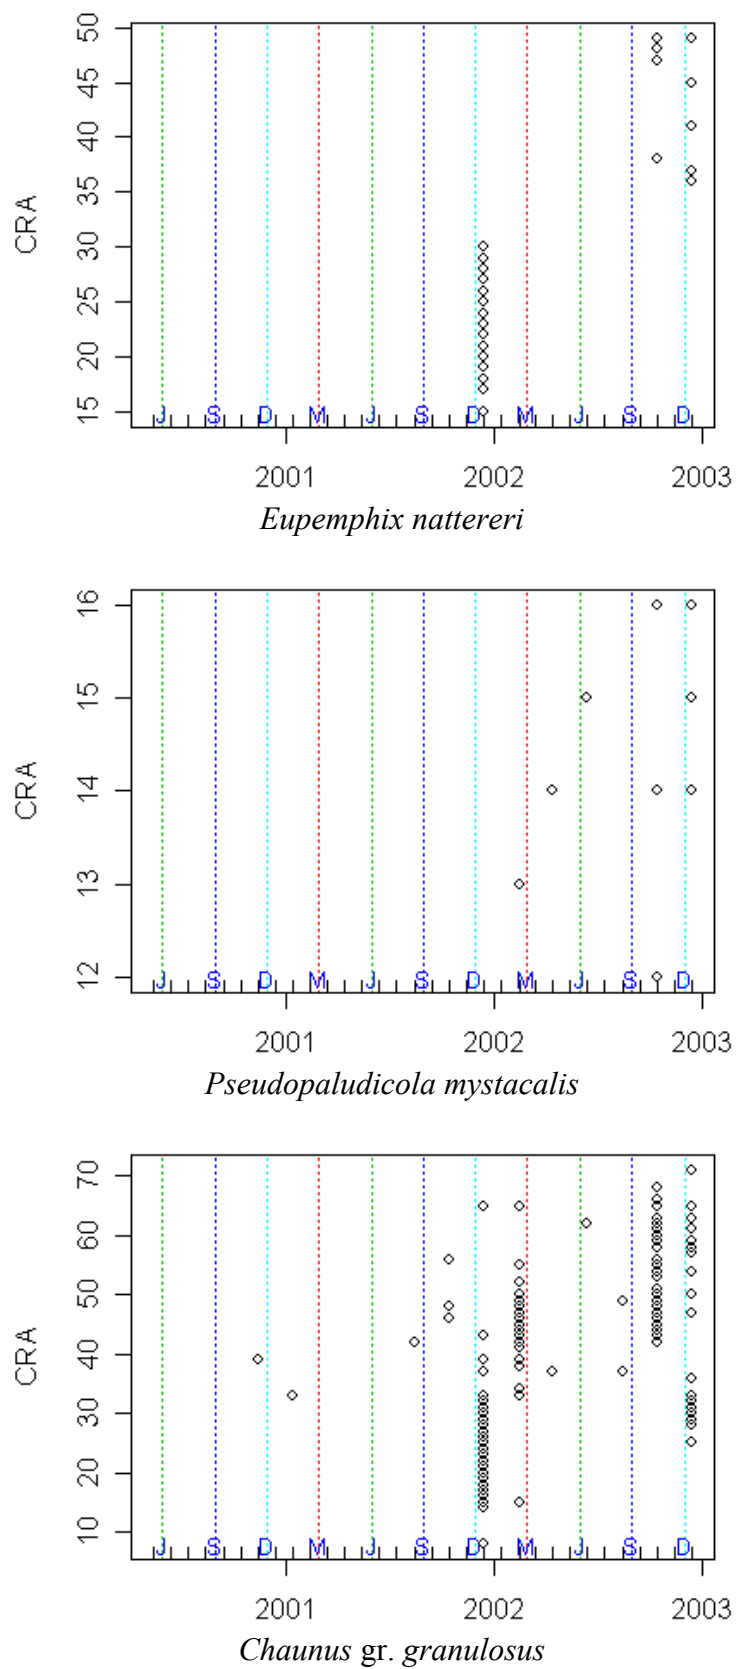 50
45
40
35
30
25
20
15
CRA
J S D M J S D M J S D
2001 2002 2003
Eupemphix nattereri
16
15
14
13
12
CRA
J S D M J S D M J S D
2001 2002 2003
Pseudopaludicola mystacalis
70
60
50
40
30
20
10
CRA
J S D M J S D M J S D
2001 2002 2003
Chaunus gr. granulosus